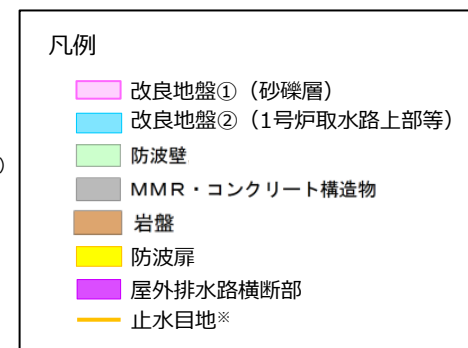 凡例
改良地盤①（砂礫層）
改良地盤②（1号炉取水路上部等）
防波壁
MMR・コンクリート構造物
岩盤
防波扉
屋外排水路横断部
止水目地※